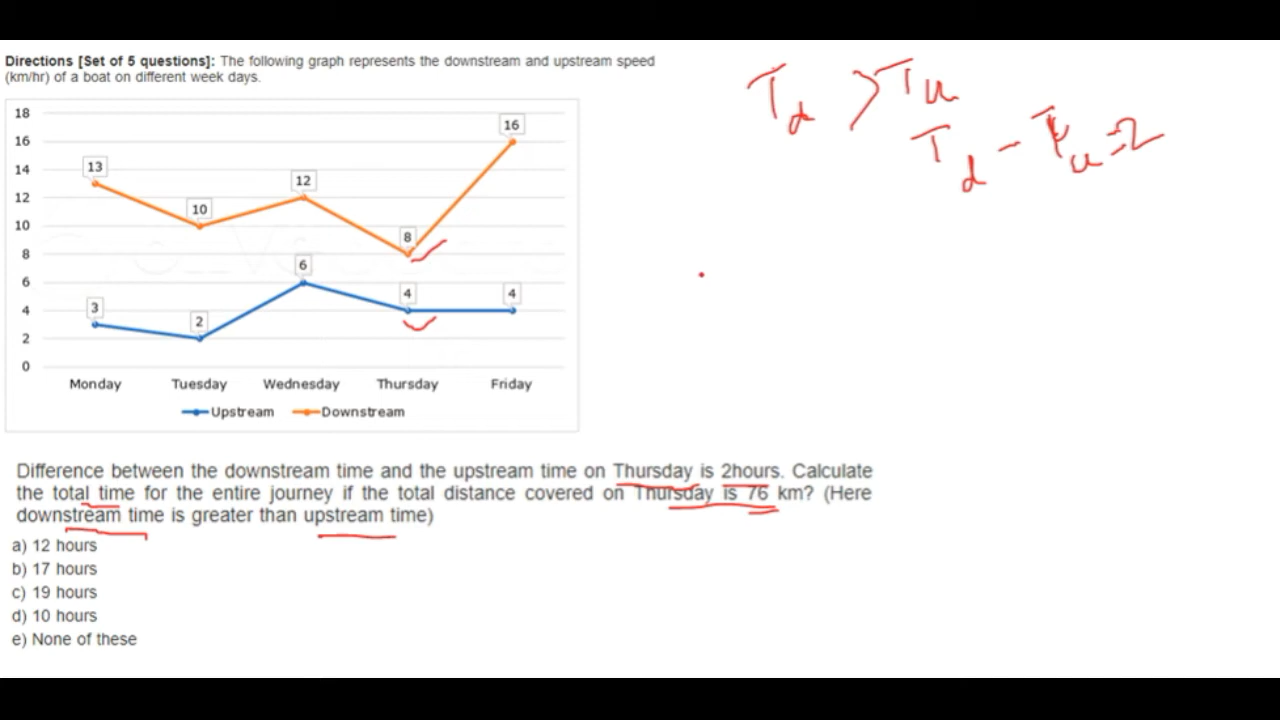 Directions [Set of 5 questions]: The following graph represents the downstream and upstream speed
(km/hr) of a boat on different week days.
T_d > T_u
T_d - T_u = 2
18
16
14
12
10
8
6
4
2
0
13
10
12
8
16
3
2
6
4
4
Monday Tuesday Wednesday Thursday Friday
Upstream Downstream
Difference between the downstream time and the upstream time on Thursday is 2hours. Calculate
the total time for the entire journey if the total distance covered on Thursday is 76 km? (Here
downstream time is greater than upstream time)
a) 12 hours
b) 17 hours
c) 19 hours
d) 10 hours
e) None of these